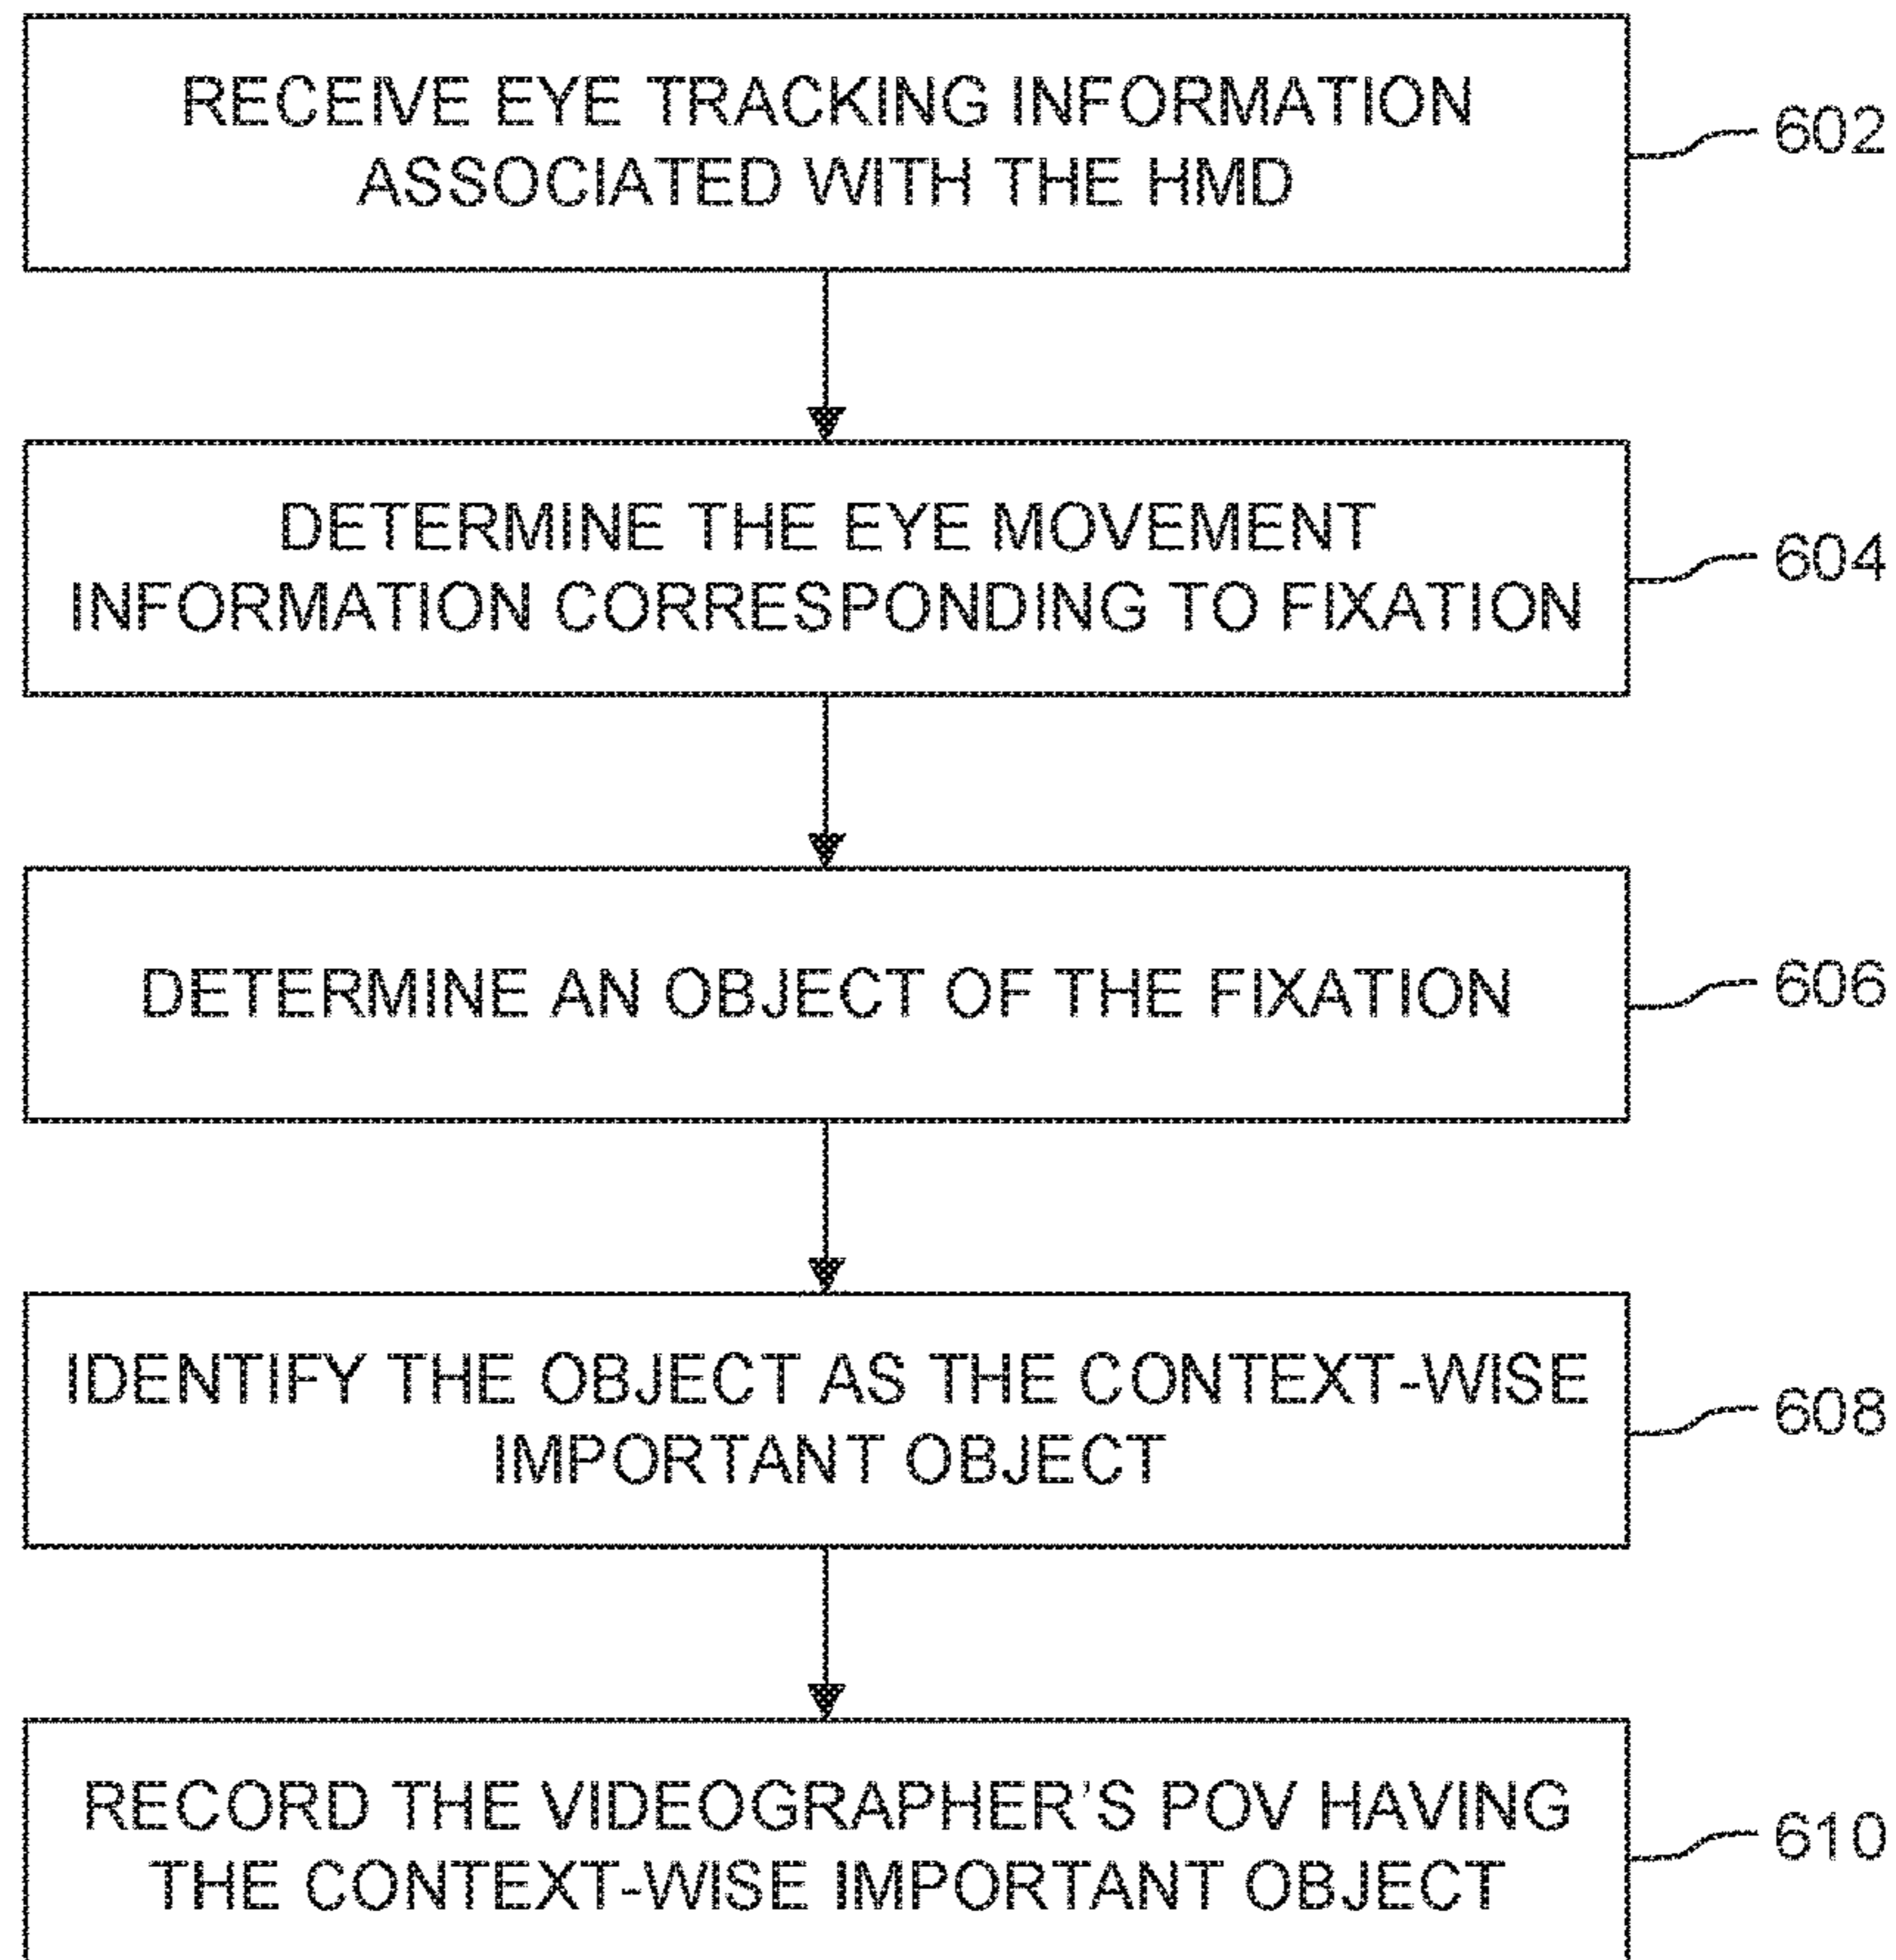 RECEIVE EYE TRACKING INFORMATION
ASSOCIATED WITH THE HMD
602
DETERMINE THE EYE MOVEMENT
INFORMATION CORRESPONDING TO FIXATION
604
DETERMINE AN OBJECT OF THE FIXATION
606
IDENTIFY THE OBJECT AS THE CONTEXT-WISE
IMPORTANT OBJECT
608
RECORD THE VIDEOGRAPHER'S POV HAVING
THE CONTEXT-WISE IMPORTANT OBJECT
610